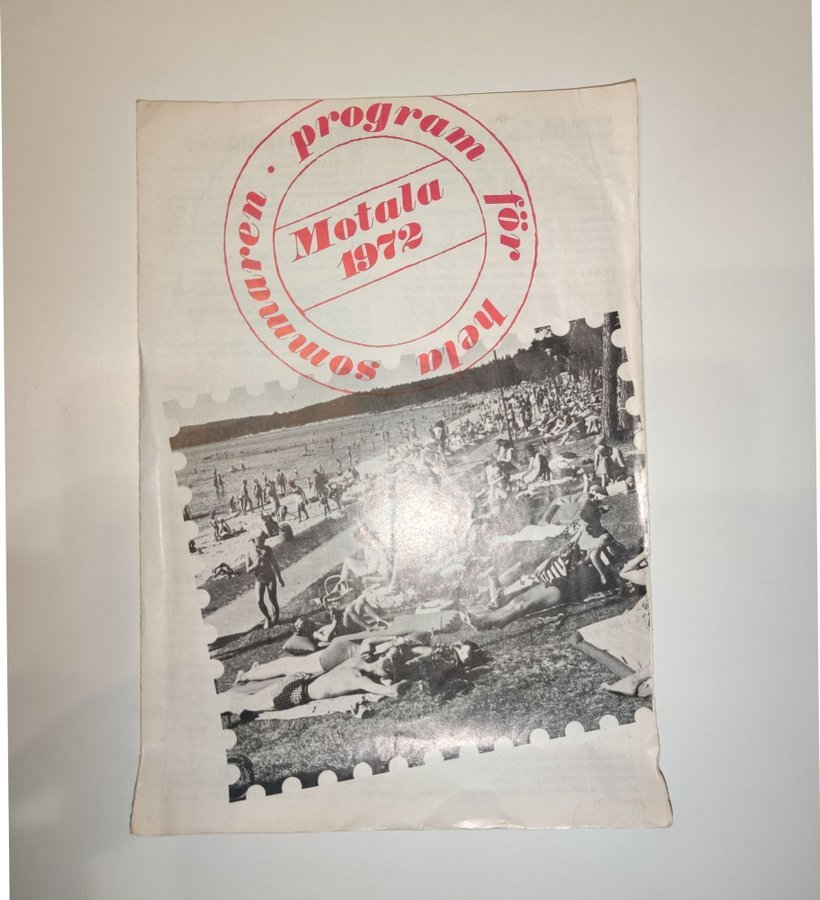 program för hela sommaren ·
Motala
1972